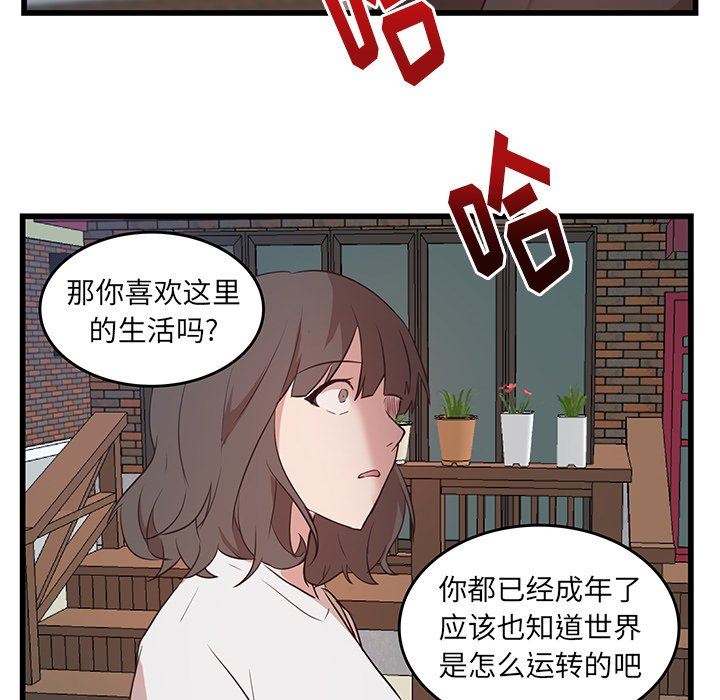 哈
哈
那你喜欢这里
的生活吗?
你都已经成年了
应该也知道世界
是怎么运转的吧